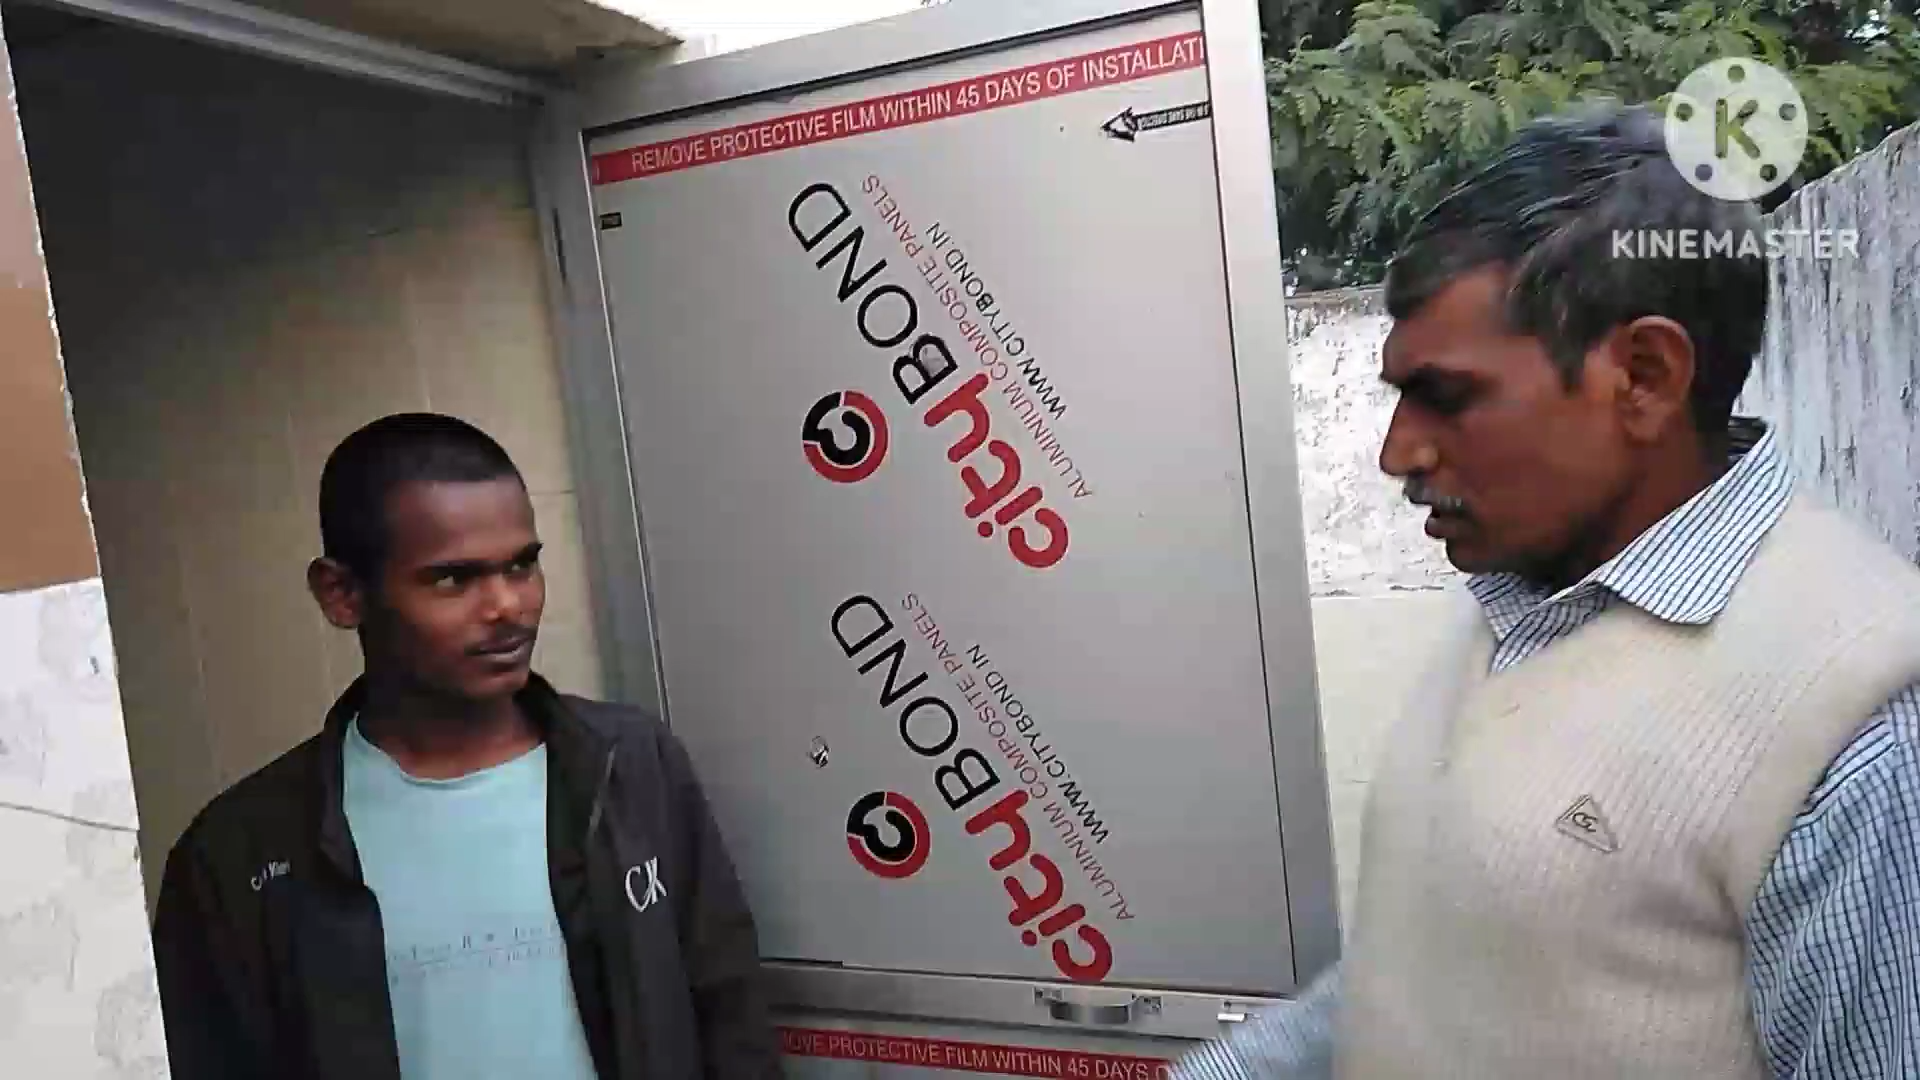 REMOVE PROTECTIVE FILM WITHIN 45 DAYS OF INSTALLATI
KINEMASTER
K
cityBOND
ALUMINIUM COMPOSITE PANELS
WWW.CITYBOND.IN
cityBOND
ALUMINIUM COMPOSITE PANELS
WWW.CITYBOND.IN
CK
OVE PROTECTIVE FILM WITHIN 45 DAYS O